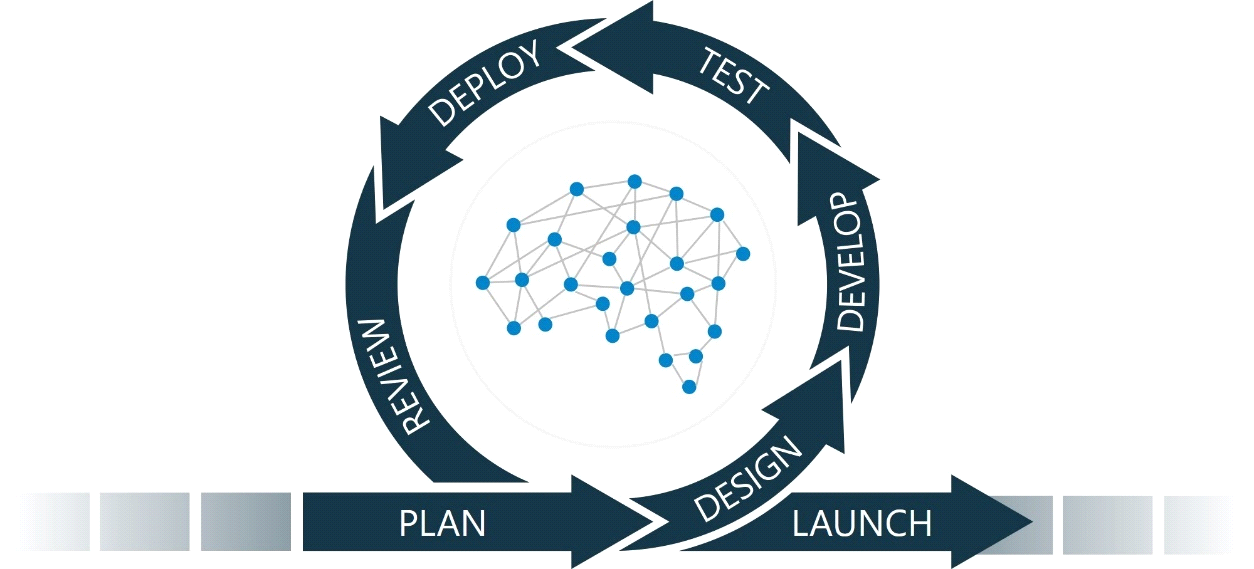 PLAN
DESIGN
DEVELOP
TEST
DEPLOY
REVIEW
LAUNCH